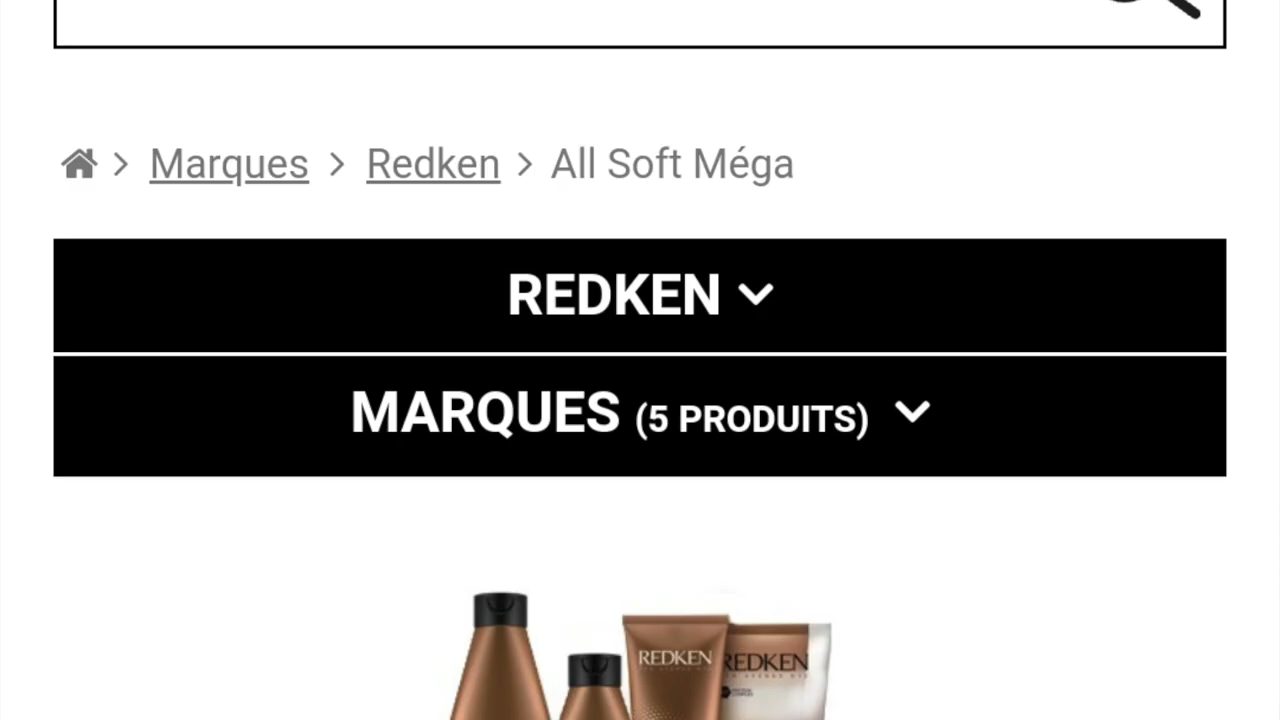 Marques > Redken > All Soft Méga
REDKEN
MARQUES (5 PRODUITS)
REDKEN
REDKEN